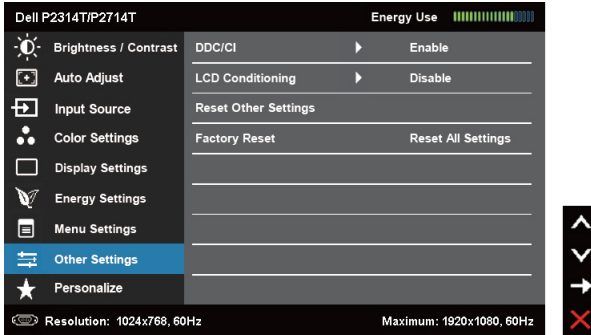 Dell P2314T/P2714T Energy Use
Brightness / Contrast DDC/CI Enable
Auto Adjust LCD Conditioning Disable
Input Source Reset Other Settings
Color Settings Factory Reset Reset All Settings
Display Settings
Energy Settings
Menu Settings
Other Settings
Personalize
Resolution: 1024x768, 60Hz Maximum: 1920x1080, 60Hz